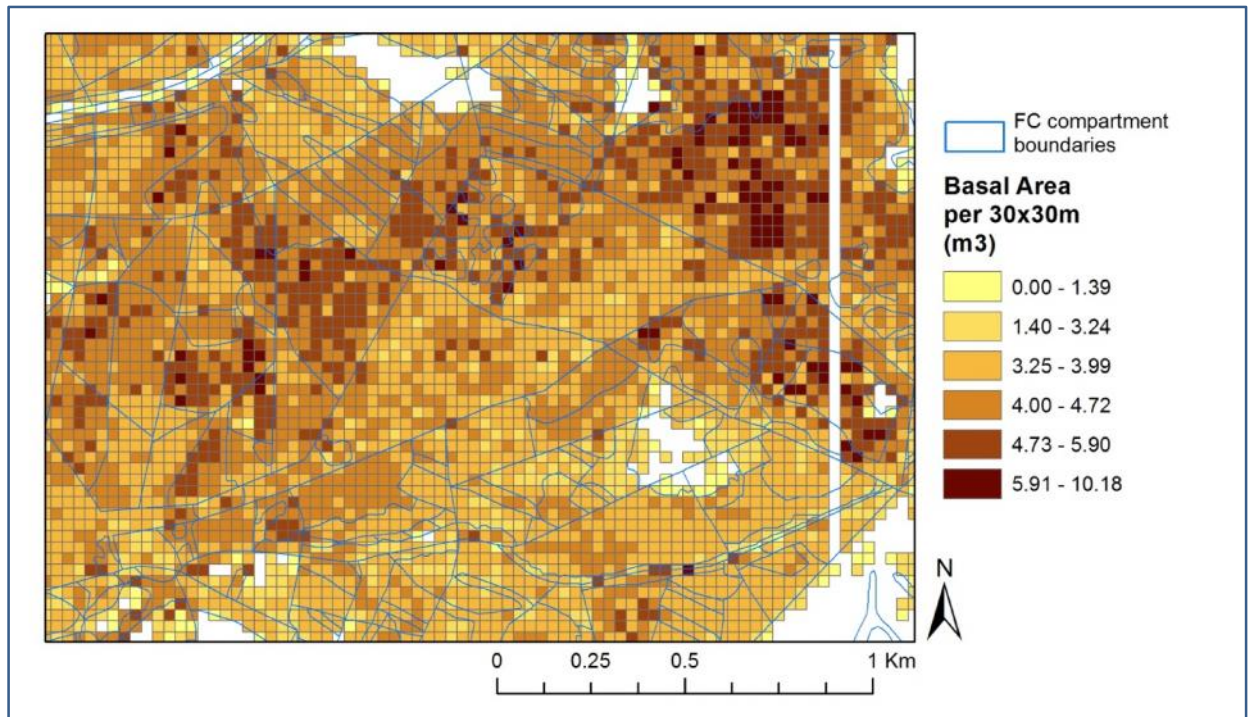 FC compartment
boundaries
Basal Area
per 30x30m
(m3)
0.00 - 1.39
1.40 - 3.24
3.25 - 3.99
4.00 - 4.72
4.73 - 5.90
5.91 - 10.18
N
0 0.25 0.5 1 Km